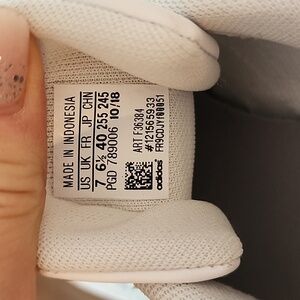 MADE IN INDONESIA
US UK FR JP CHN
7 6½ 40 255 245
PGD 789006 10/18
ART F36384
#121565933
FR9CDJY100051
adidas